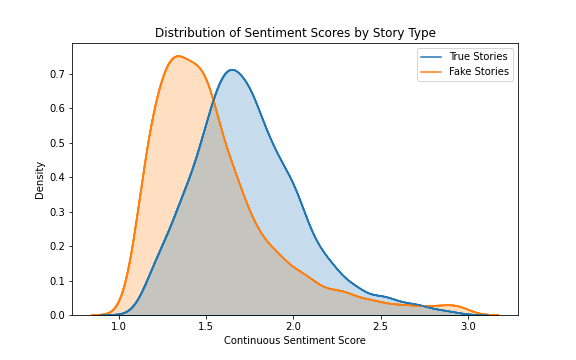 Distribution of Sentiment Scores by Story Type
True Stories
Fake Stories
Density
0.7
0.6
0.5
0.4
0.3
0.2
0.1
0.0
1.0 1.5 2.0 2.5 3.0
Continuous Sentiment Score